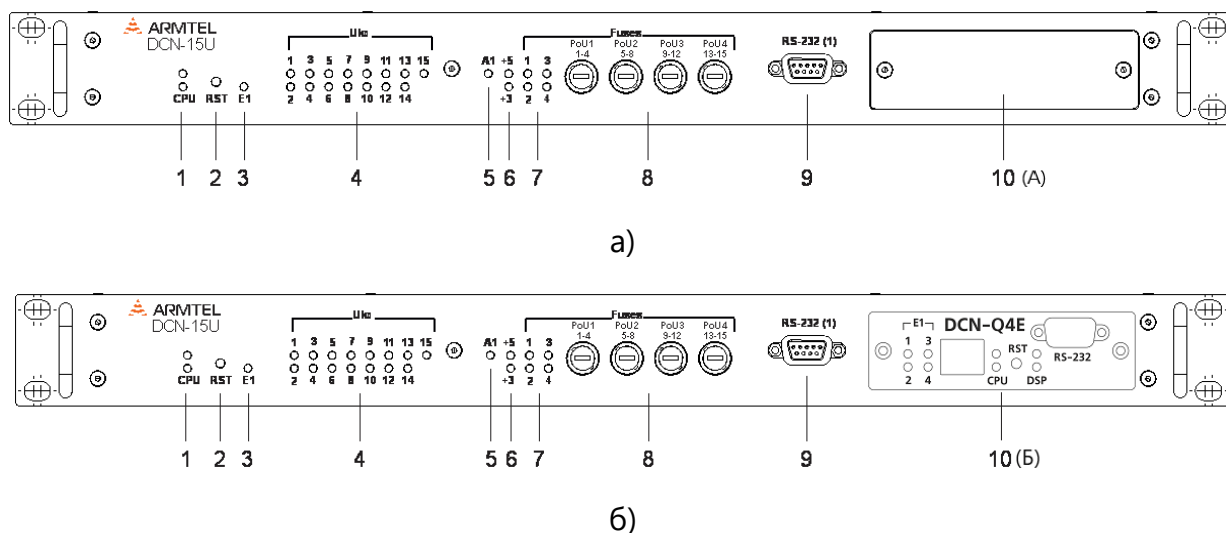 ARMTEL
DCN-15U
Uks
Fuses
PoU1 PoU2 PoU3 PoU4
1-4 5-8 9-12 13-15
RS-232 (1)
1 3 5 7 9 11 13 15
A1 +5 1 3
CPU RST E1
2 4 6 8 10 12 14
+3 2 4
1 2 3 4 5 6 7 8 9 10 (А)
а)
ARMTEL
DCN-15U
Uks
Fuses
PoU1 PoU2 PoU3 PoU4
1-4 5-8 9-12 13-15
RS-232 (1)
E1 DCN-Q4E
1 3 5 7 9 11 13 15
A1 +5 1 3
1 3 RST RS-232
CPU RST E1
2 4 6 8 10 12 14
+3 2 4
2 4 CPU DSP
1 2 3 4 5 6 7 8 9 10 (Б)
б)